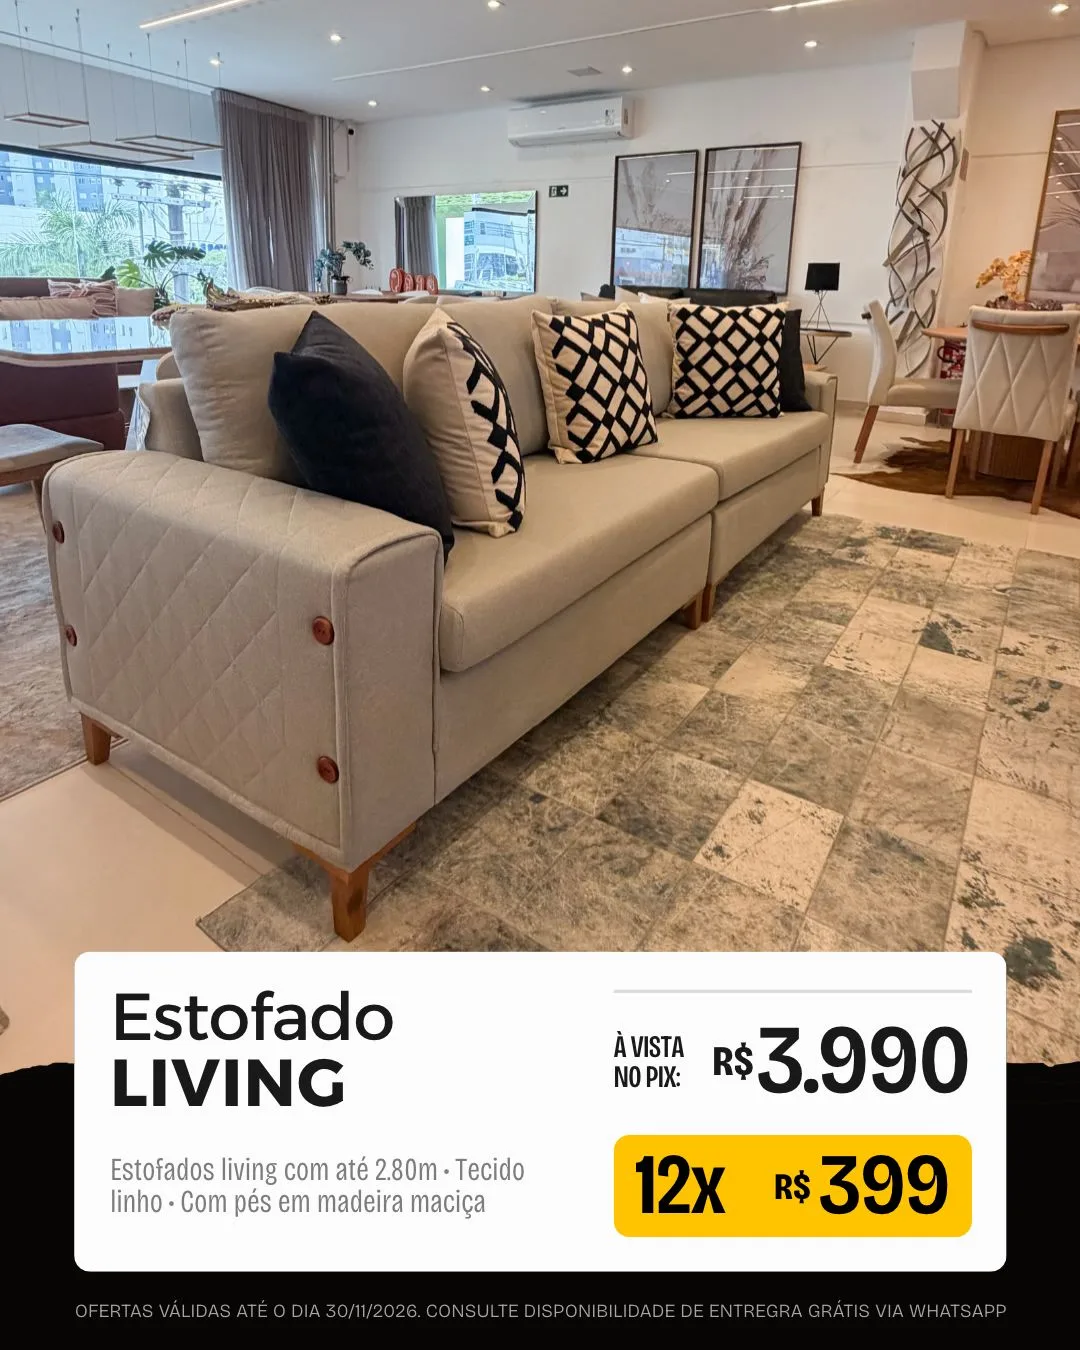 Estofado
LIVING
Estofados living com até 2.80m • Tecido
linho • Com pés em madeira maciça
À VISTA
NO PIX:
R$ 3.990
12x R$ 399
OFERTAS VÁLIDAS ATÉ O DIA 30/11/2026. CONSULTE DISPONIBILIDADE DE ENTREGRA GRÁTIS VIA WHATSAPP